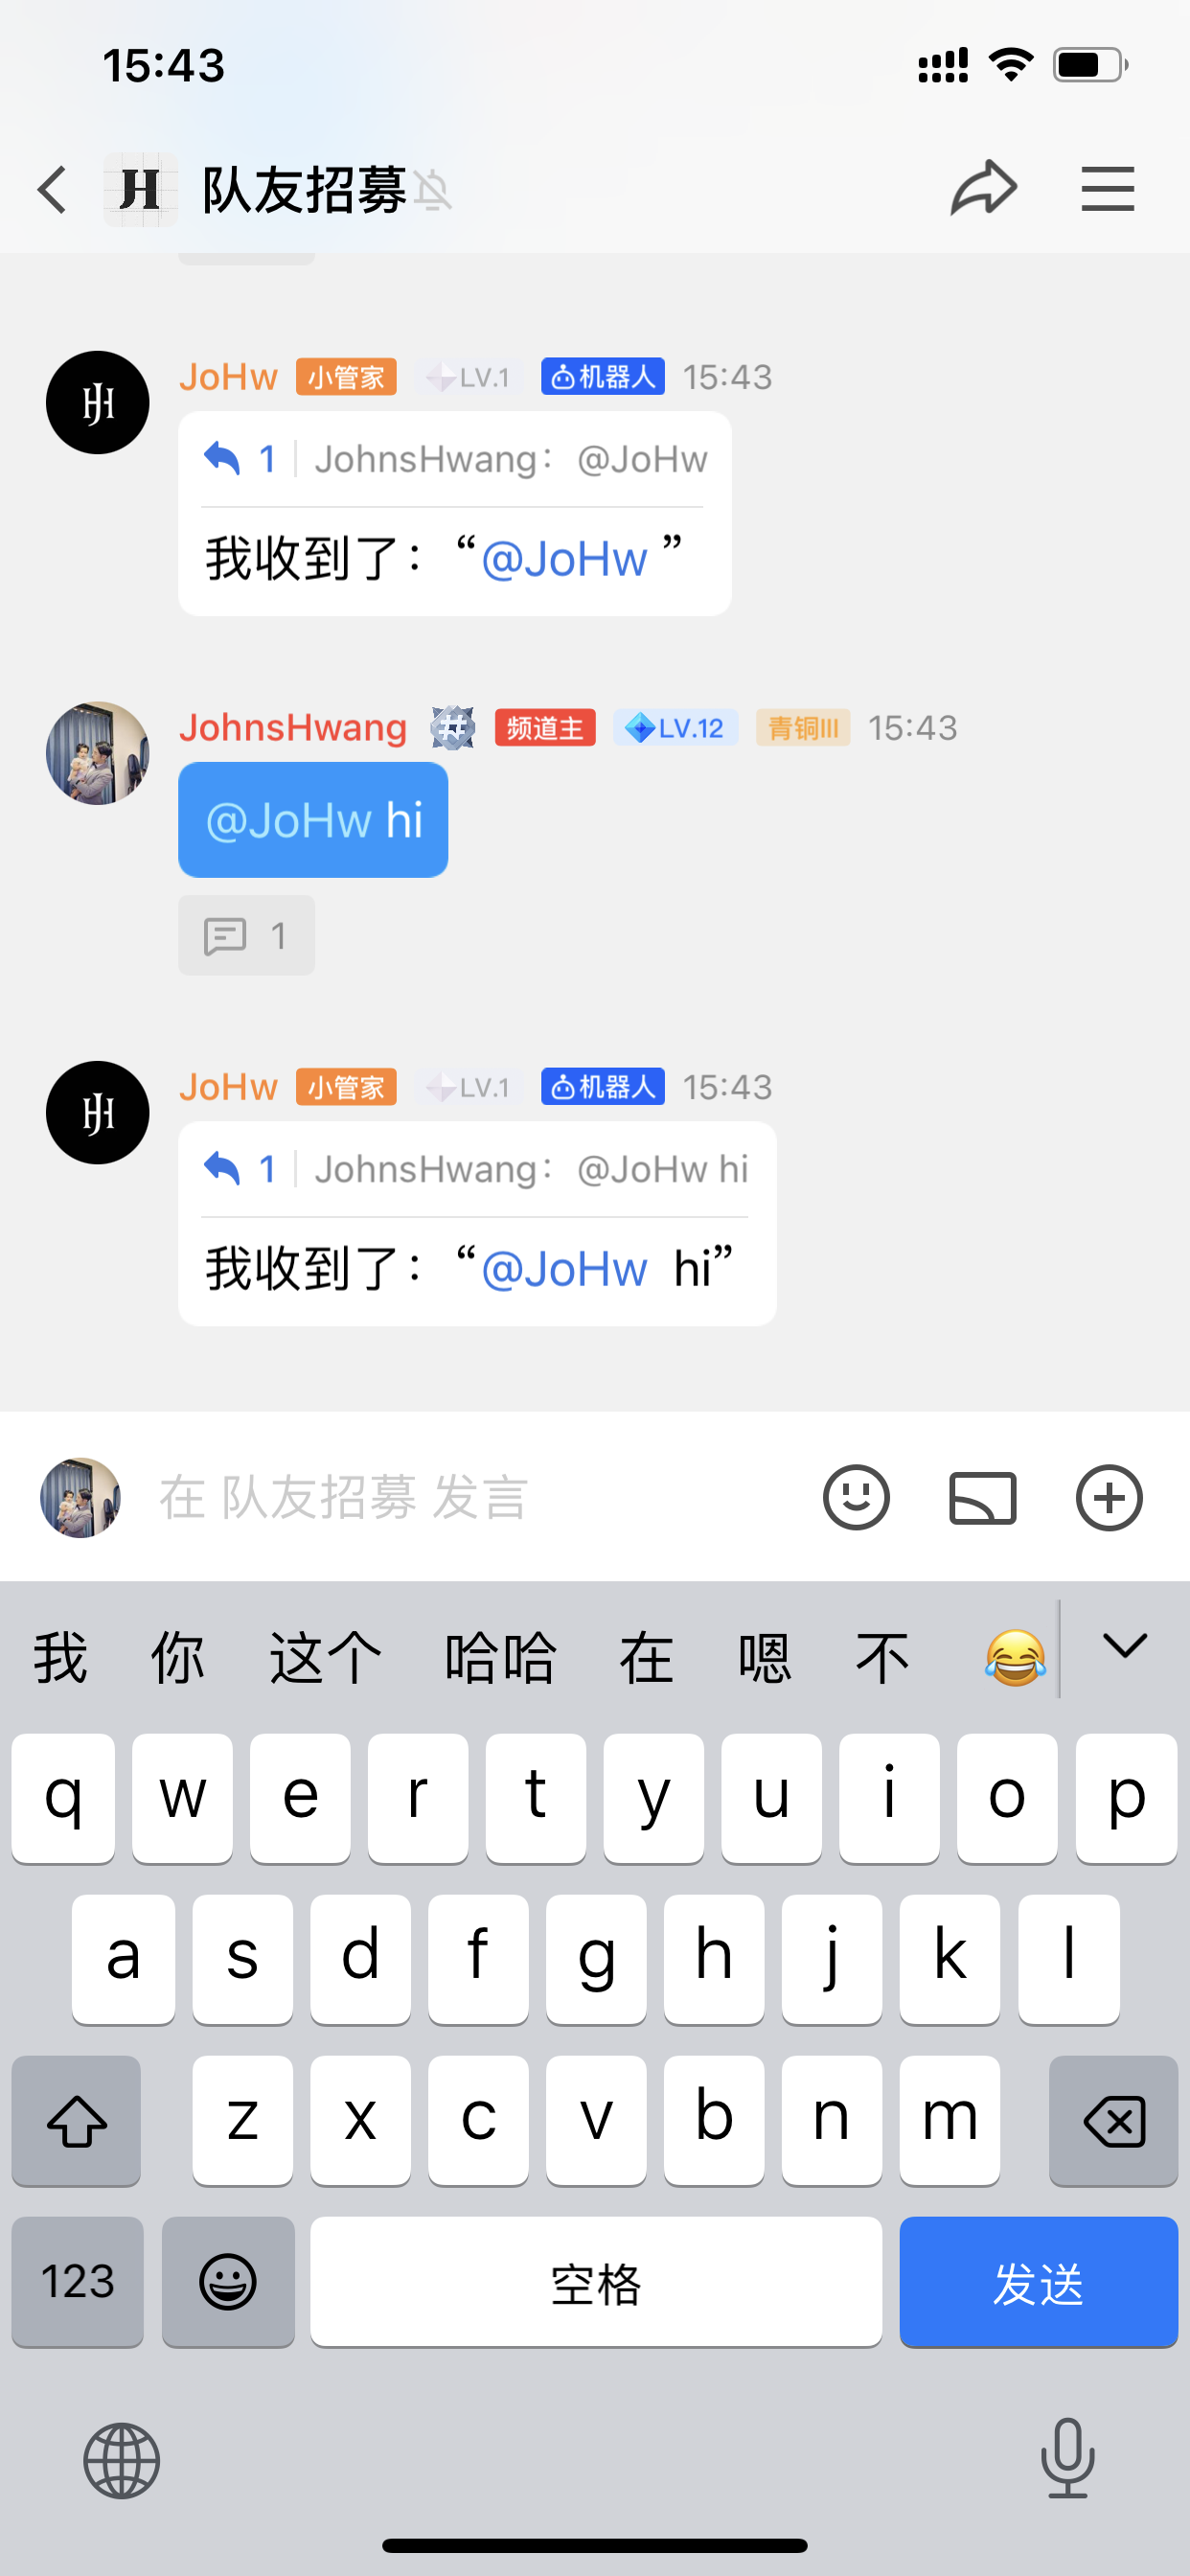 15:43
队友招募
JoHw 小管家 LV.1 机器人 15:43
1 JohnsHwang： @JoHw
我收到了：“@JoHw ”
JohnsHwang # 频道主 LV.12 青铜III 15:43
@JoHw hi
1
JoHw 小管家 LV.1 机器人 15:43
1 JohnsHwang： @JoHw hi
我收到了：“@JoHw hi”
在 队友招募 发言
我 你 这个 哈哈 在 嗯 不 😂
q w e r t y u i o p
a s d f g h j k l
z x c v b n m
123 空格 发送